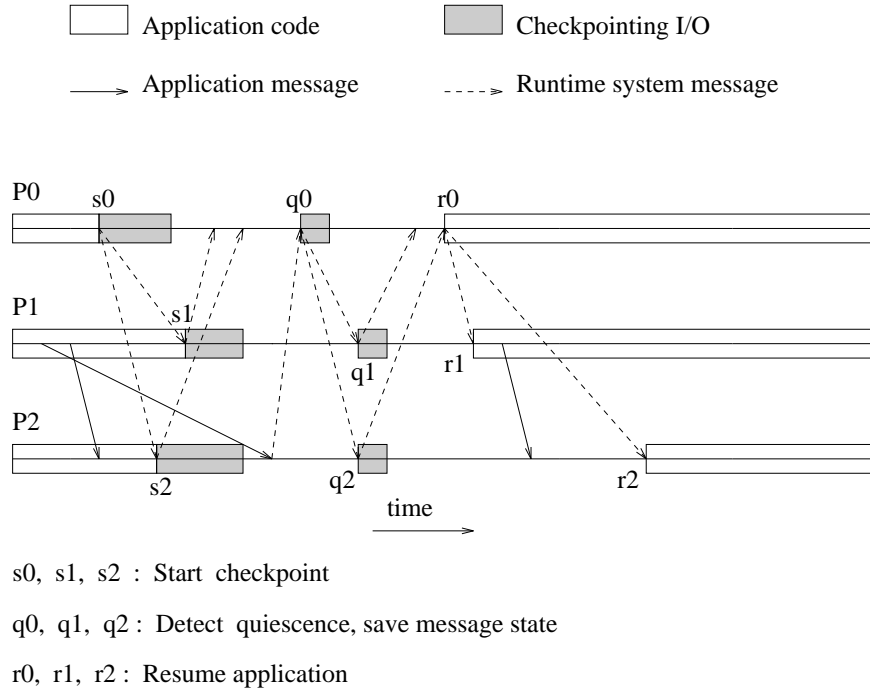 Application code
Checkpointing I/O
Application message
Runtime system message
P0
s0
q0
r0
P1
s1
q1
r1
P2
s2
q2
r2
time
s0, s1, s2 : Start checkpoint
q0, q1, q2 : Detect quiescence, save message state
r0, r1, r2 : Resume application